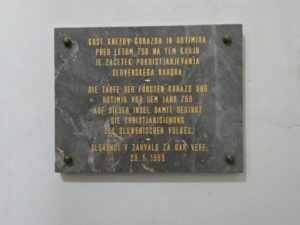 KRST KNEZOV GORAZDA IN HOTIMIRA
PRED LETOM 750 NA TEM KRAJU
JE ZAČETEK POKRISTJANJEVANJA
SLOVENSKEGA NARODA.
DIE TAUFE DER FÜRSTEN GORAZD UND
HOTIMIR VOR DEM JAHR 750
AUF DIESER INSEL. DAMIT BEGINNT
DIE CHRISTIANISIERUNG
DES SLOWENISCHEN VOLKES.
SLOVENCI V ZAHVALO ZA DAR VERE.